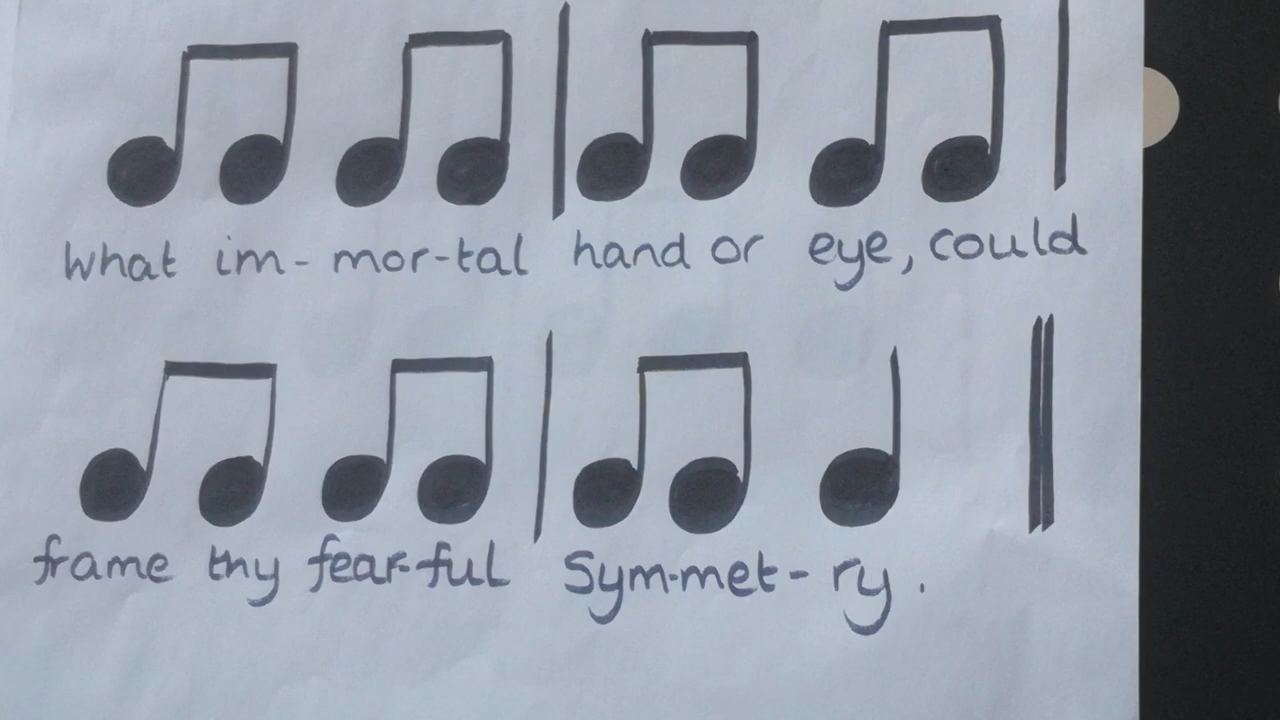 What im-mor-tal hand or eye, could
frame thy fear-ful Sym-met-ry.